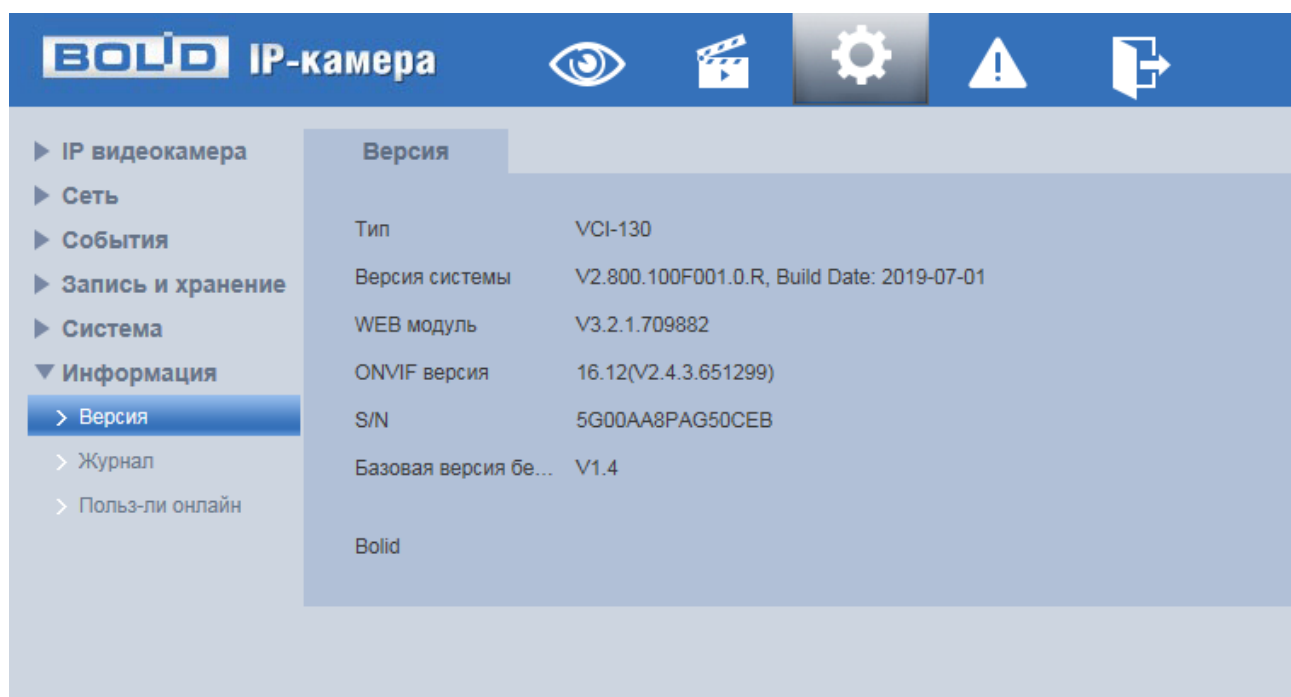 BOLID IP-камера
IP видеокамера
Сеть
События
Запись и хранение
Система
Информация
Версия
Журнал
Польз-ли онлайн
Версия
Тип VCI-130
Версия системы V2.800.100F001.0.R, Build Date: 2019-07-01
WEB модуль V3.2.1.709882
ONVIF версия 16.12(V2.4.3.651299)
S/N 5G00AA8PAG50CEB
Базовая версия бе... V1.4
Bolid